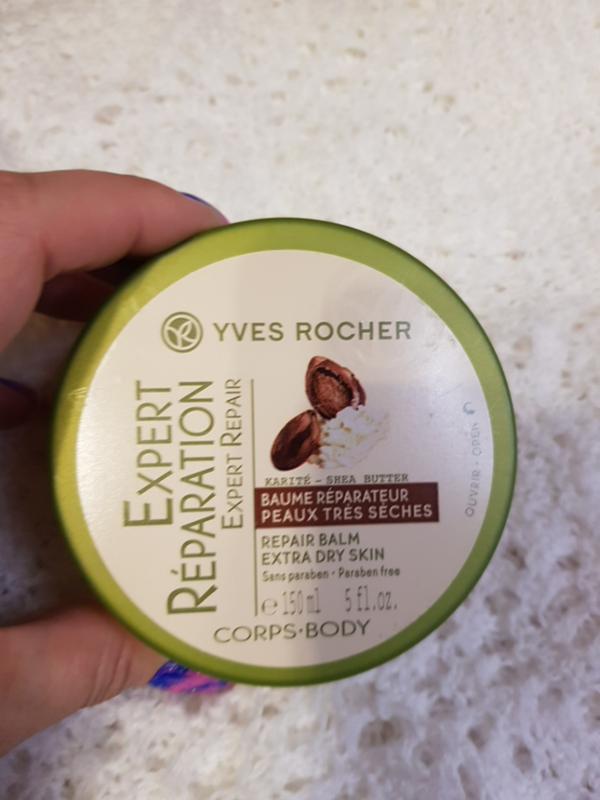 YVES ROCHER
EXPERT
RÉPARATION
EXPERT REPAIR
KARITÉ - SHEA BUTTER
BAUME RÉPARATEUR
PEAUX TRÈS SÈCHES
REPAIR BALM
EXTRA DRY SKIN
Sans paraben • Paraben free
℮ 150 ml 5 fl.oz.
CORPS•BODY
OUVRIR - OPEN